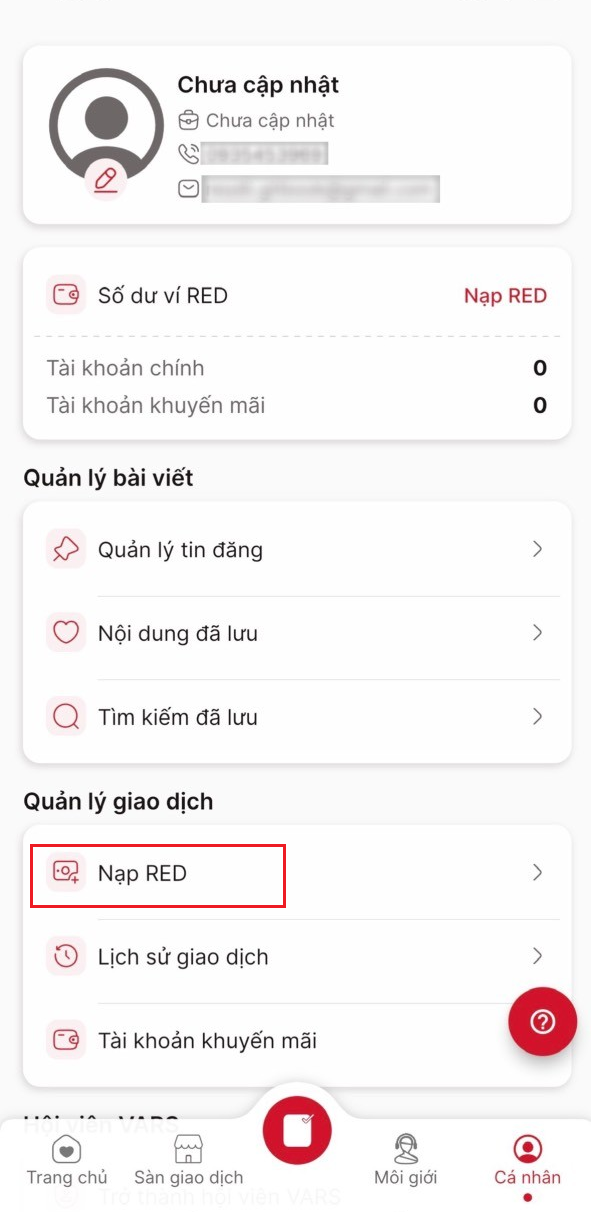 Chưa cập nhật
Chưa cập nhật
Số dư ví RED
Nạp RED
Tài khoản chính
0
Tài khoản khuyến mãi
0
Quản lý bài viết
Quản lý tin đăng
Nội dung đã lưu
Tìm kiếm đã lưu
Quản lý giao dịch
Nạp RED
Lịch sử giao dịch
Tài khoản khuyến mãi
Hội viên VARS
Trang chủ
Sàn giao dịch
Môi giới
Cá nhân
Trở thành hội viên VARS